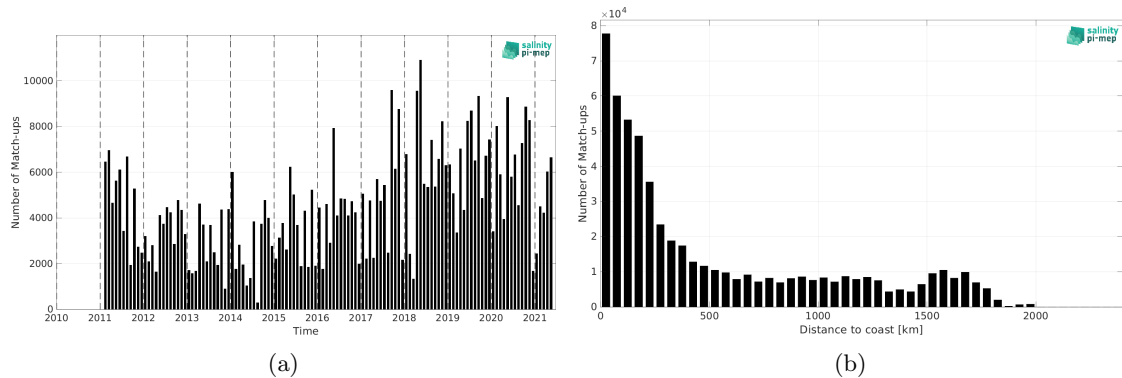 salinity
pi-mep
Number of Match-ups
10000
8000
6000
4000
2000
0
2010 2011 2012 2013 2014 2015 2016 2017 2018 2019 2020 2021
Time
(a)
×10⁴
salinity
pi-mep
Number of Match-ups
8
7
6
5
4
3
2
1
0
0 500 1000 1500 2000
Distance to coast [km]
(b)